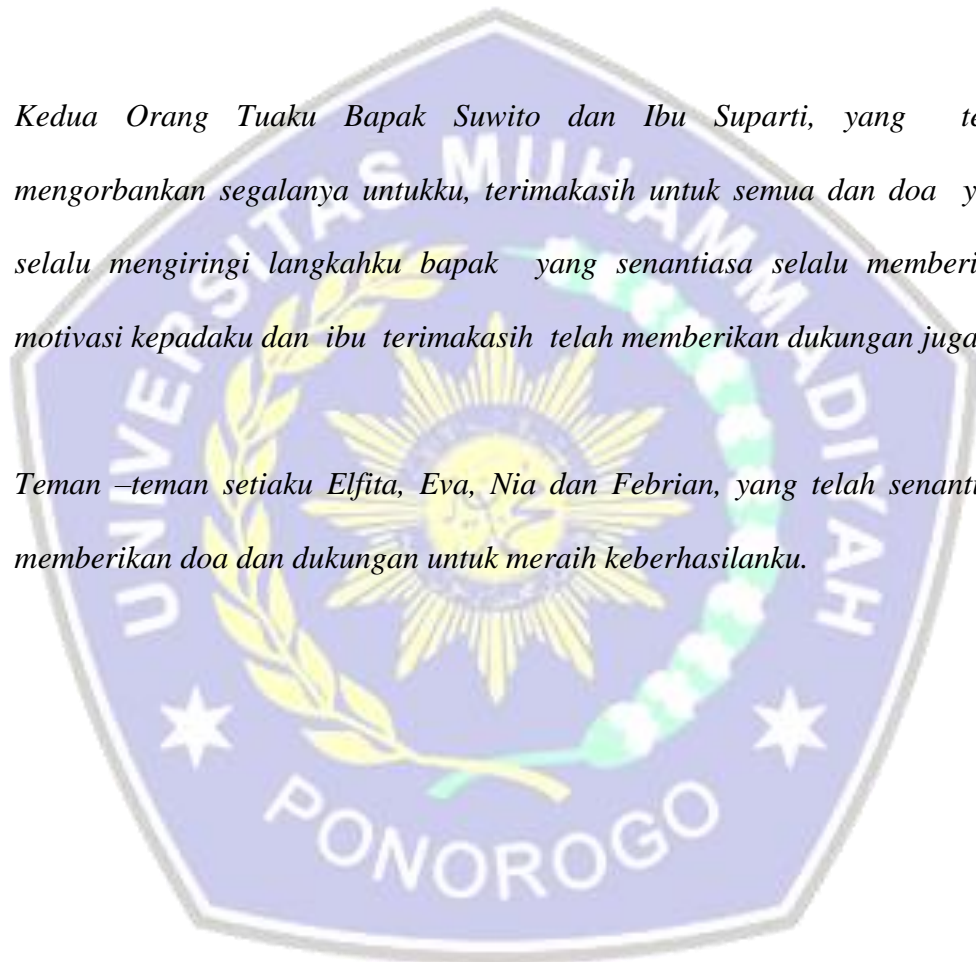 Kedua Orang Tuaku Bapak Suwito dan Ibu Suparti, yang te
mengorbankan segalanya untukku, terimakasih untuk semua dan doa y
selalu mengiringi langkahku bapak yang senantiasa selalu memberi
motivasi kepadaku dan ibu terimakasih telah memberikan dukungan juga
Teman –teman setiaku Elfita, Eva, Nia dan Febrian, yang telah senanti
memberikan doa dan dukungan untuk meraih keberhasilanku.
UNIVERSITAS MUHAMMADIYAH
PONOROGO